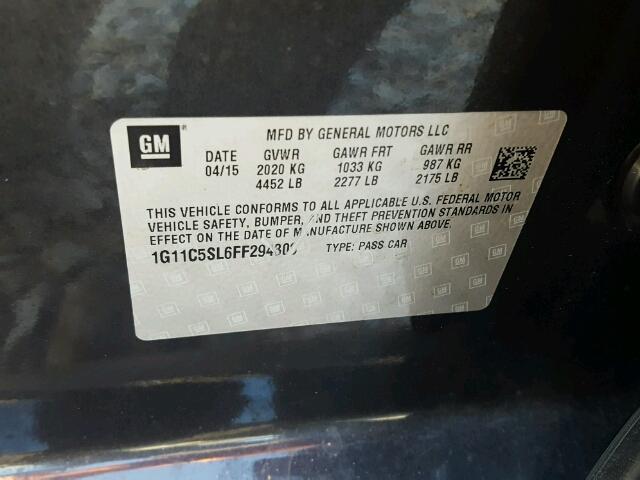 GM ® MFD BY GENERAL MOTORS LLC
DATE GVWR GAWR FRT GAWR RR
04/15 2020 KG 1033 KG 987 KG
4452 LB 2277 LB 2175 LB
THIS VEHICLE CONFORMS TO ALL APPLICABLE U.S. FEDERAL MOTOR
VEHICLE SAFETY, BUMPER, AND THEFT PREVENTION STANDARDS IN
EFFECT ON THE DATE OF MANUFACTURE SHOWN ABOVE.
TYPE: PASS CAR